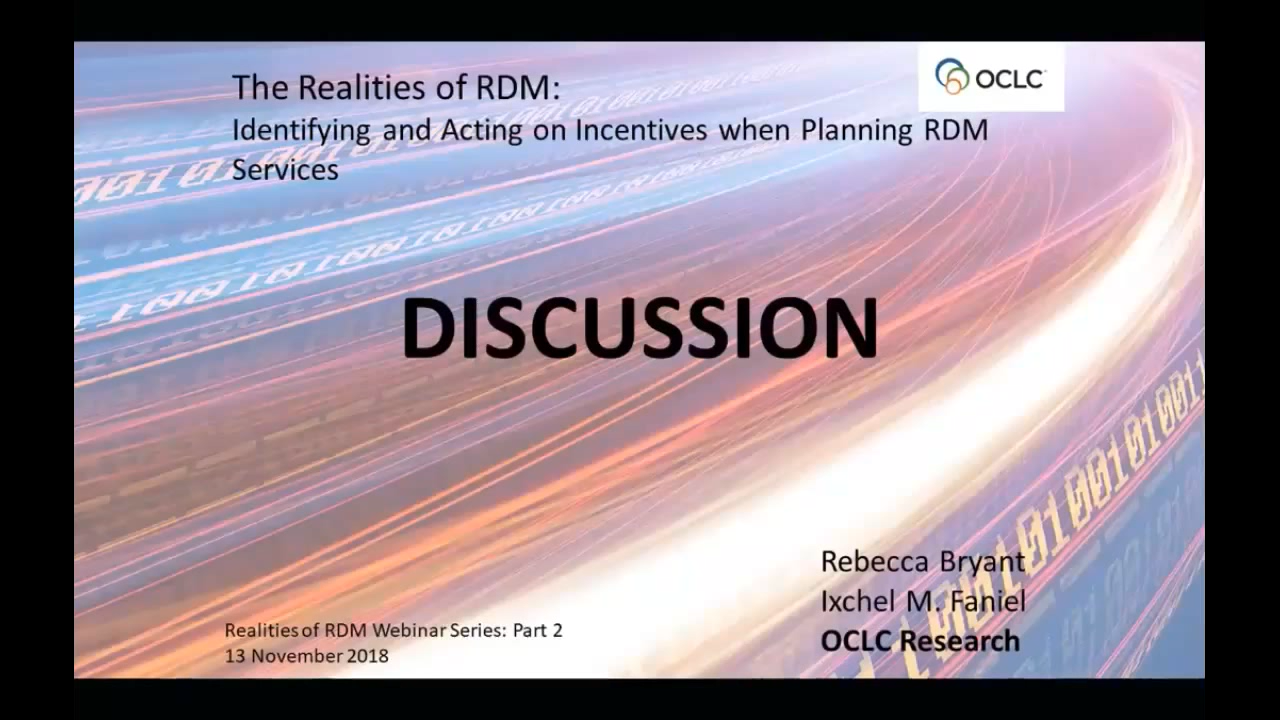 The Realities of RDM:
Identifying and Acting on Incentives when Planning RDM
Services
OCLC
DISCUSSION
Rebecca Bryant
Ixchel M. Faniel
OCLC Research
Realities of RDM Webinar Series: Part 2
13 November 2018